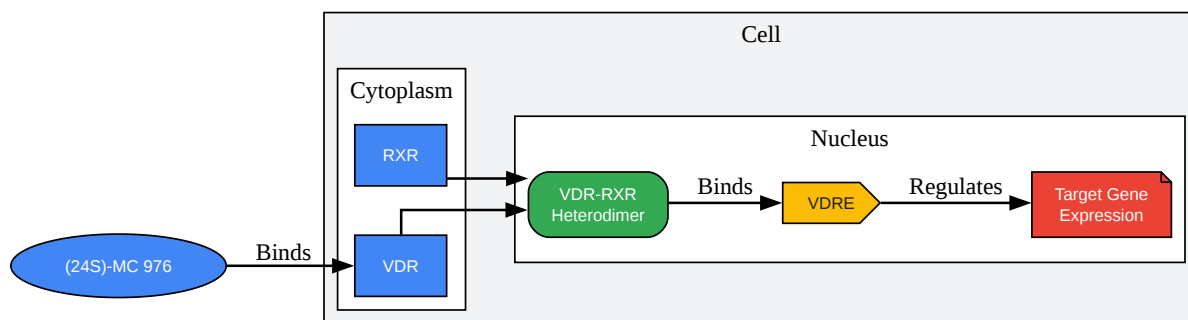 Cell
Cytoplasm
RXR
VDR
Nucleus
VDR-RXR
Heterodimer
Binds
VDRE
Regulates
Target Gene
Expression
(24S)-MC 976
Binds